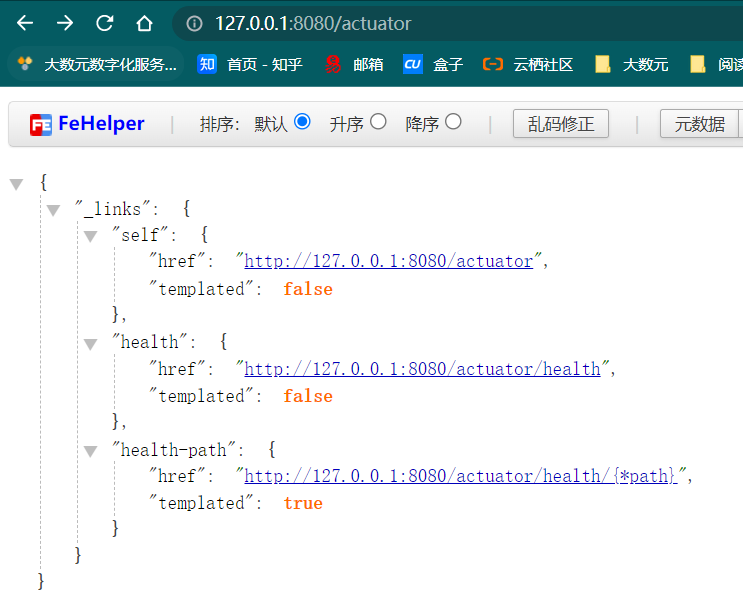 127.0.0.1:8080/actuator
大数元数字化服务... 知 首页 - 知乎 邮箱 CU 盒子 云栖社区 大数元
FE FeHelper | 排序: 默认 升序 降序 | 乱码修正 | 元数据
{
"_links": {
"self": {
"href": "http://127.0.0.1:8080/actuator",
"templated": false
},
"health": {
"href": "http://127.0.0.1:8080/actuator/health",
"templated": false
},
"health-path": {
"href": "http://127.0.0.1:8080/actuator/health/{*path}",
"templated": true
}
}
}